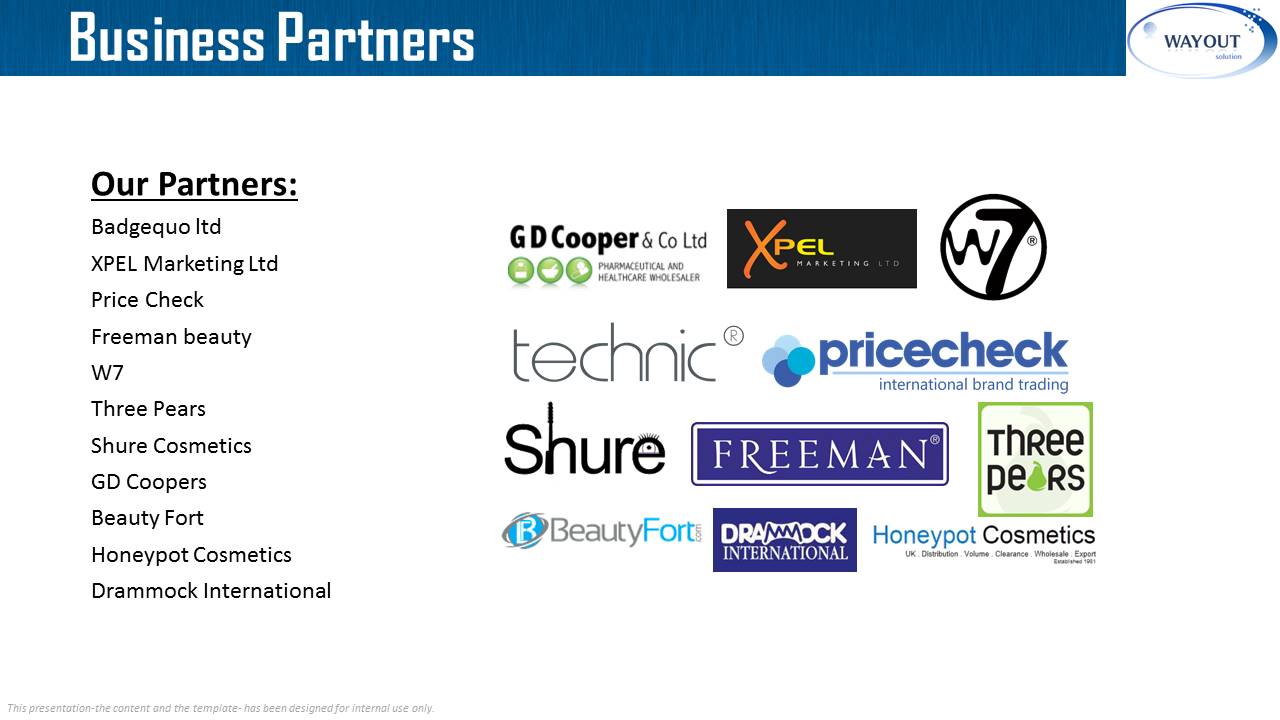 Business Partners
WAYOUT
solution
Our Partners:
Badgequo ltd
XPEL Marketing Ltd
Price Check
Freeman beauty
W7
Three Pears
Shure Cosmetics
GD Coopers
Beauty Fort
Honeypot Cosmetics
Drammock International
GD Cooper & Co Ltd
PHARMACEUTICAL AND
HEALTHCARE WHOLESALER
XPEL
MARKETING LTD
W7®
technic®
pricecheck
international brand trading
Shure
FREEMAN®
THREE
PEARS
B BeautyFort.com
DRAMMOCK
INTERNATIONAL
Honeypot Cosmetics
UK . Distribution . Volume . Clearance . Wholesale . Export
Established 1981
This presentation-the content and the template- has been designed for internal use only.